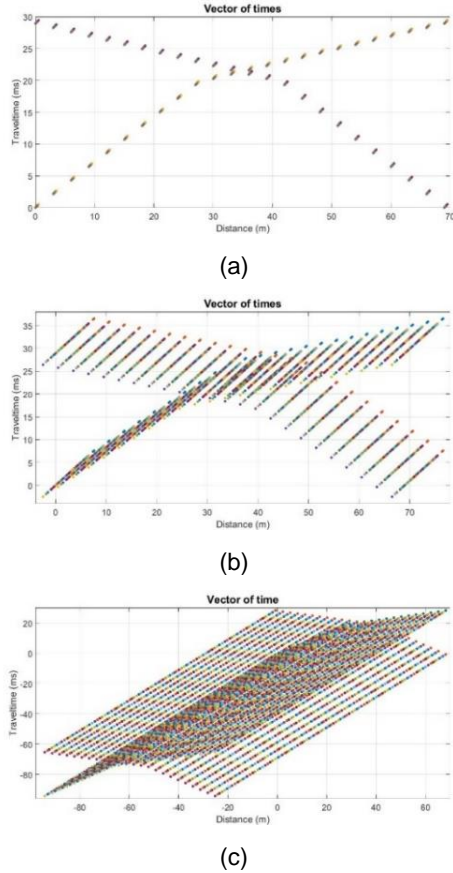 Vector of times
30
25
20
15
10
5
0
Traveltime (ms)
0 10 20 30 40 50 60 70
Distance (m)
(a)
Vector of times
35
30
25
20
15
10
5
0
Traveltime (ms)
0 10 20 30 40 50 60 70
Distance (m)
(b)
Vector of time
20
0
-20
-40
-60
-80
Traveltime (ms)
-80 -60 -40 -20 0 20 40 60
Distance (m)
(c)